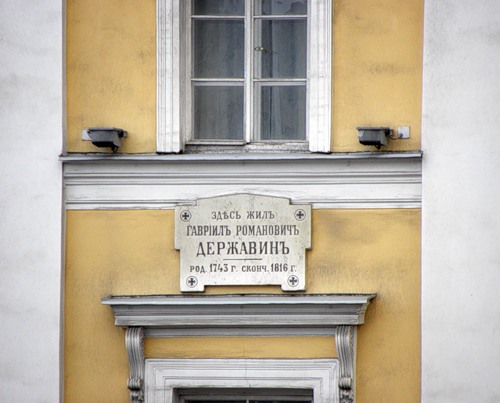 ЗДѢСЬ ЖИЛЪ
ГАВРІИЛЪ РОМАНОВИЧЪ
ДЕРЖАВИНЪ
РОД. 1743 Г. СКОНЧ. 1816 Г.